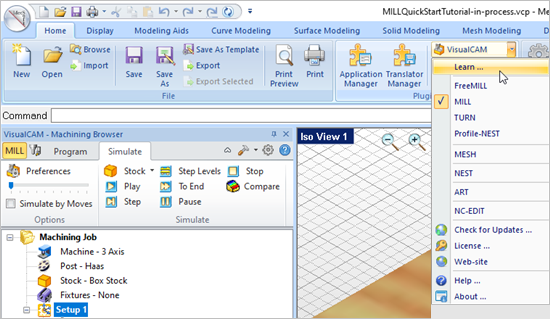 MILLQuickStartTutorial-in-process.vcp - Me
Home Display Modeling Aids Curve Modeling Surface Modeling Solid Modeling Mesh Modeling
New Open Browse Import Save Save As Save As Template Export Export Selected Print Preview Print Application Manager Translator Manager VisualCAM
File Plugi
Command
VisualCAM - Machining Browser
MILL Program Simulate
Preferences Stock Step Levels Stop
Play To End Compare
Simulate by Moves Step Pause
Options Simulate
Machining Job
Machine - 3 Axis
Post - Haas
Stock - Box Stock
Fixtures - None
Setup 1
Iso View 1
Learn ...
FreeMILL
MILL
TURN
Profile-NEST
MESH
NEST
ART
NC-EDIT
Check for Updates ...
License ...
Web-site
Help ...
About ...